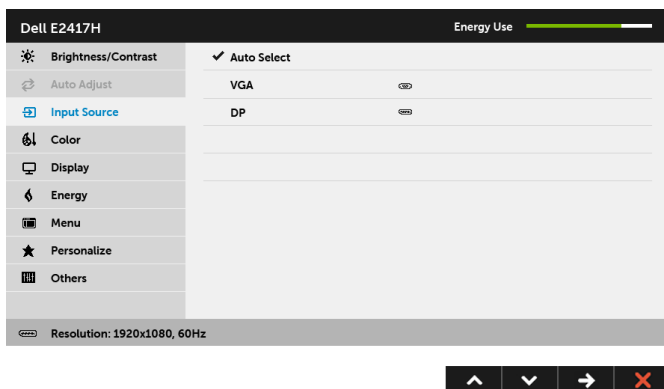 Dell E2417H Energy Use
Brightness/Contrast Auto Select
Auto Adjust VGA
Input Source DP
Color
Display
Energy
Menu
Personalize
Others
Resolution: 1920x1080, 60Hz